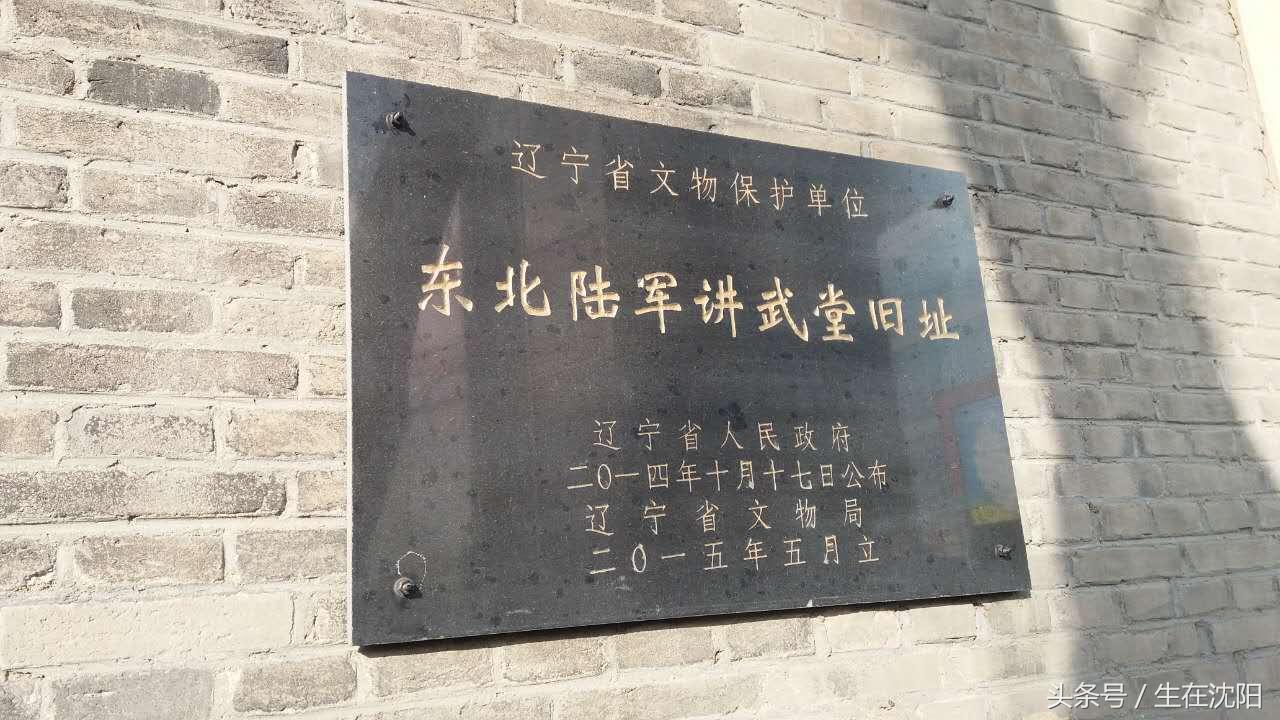 辽宁省文物保护单位
东北陆军讲武堂旧址
辽宁省人民政府
二〇一四年十月十七日公布
辽宁省文物局
二〇一五年五月立
头条号 / 生在沈阳